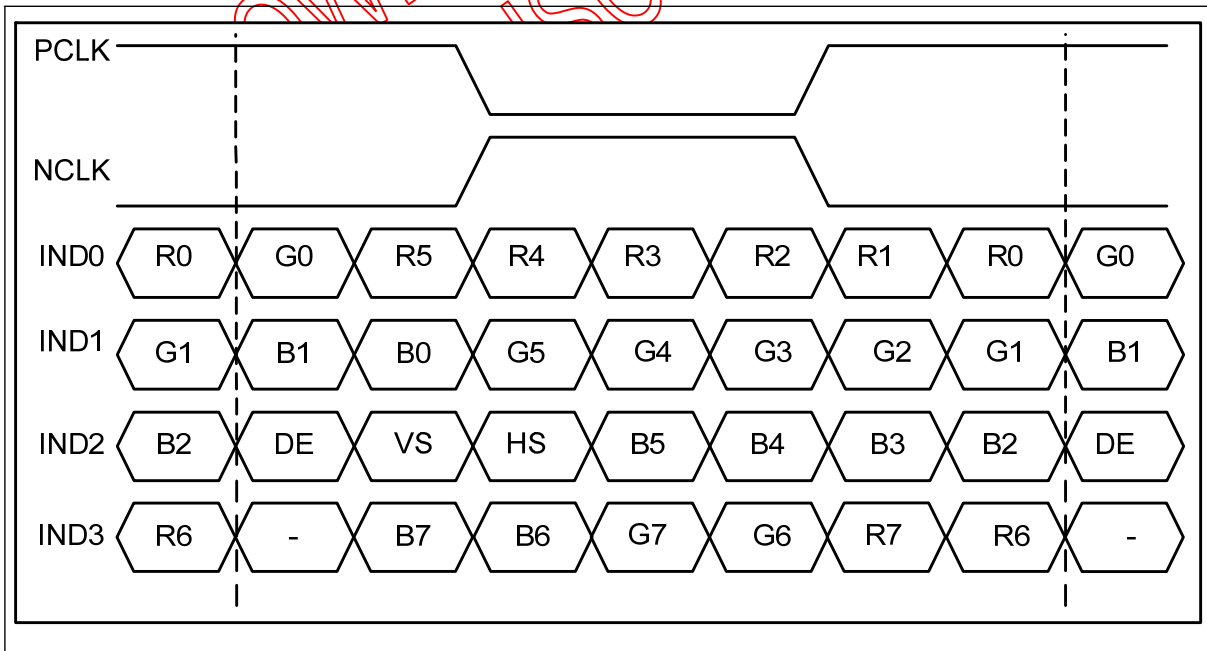 PCLK
NCLK
IND0 R0 G0 R5 R4 R3 R2 R1 R0 G0
IND1 G1 B1 B0 G5 G4 G3 G2 G1 B1
IND2 B2 DE VS HS B5 B4 B3 B2 DE
IND3 R6 - B7 B6 G7 G6 R7 R6 -